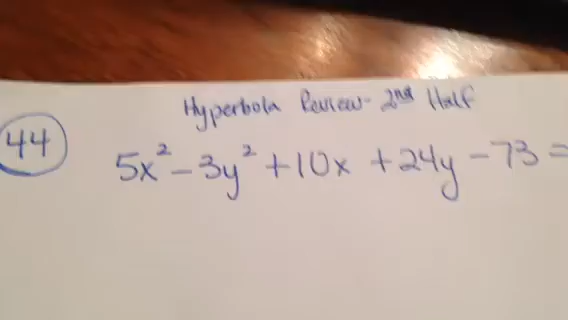 Hyperbola Review - 2nd Half
44
5x² - 3y² + 10x + 24y - 73 =